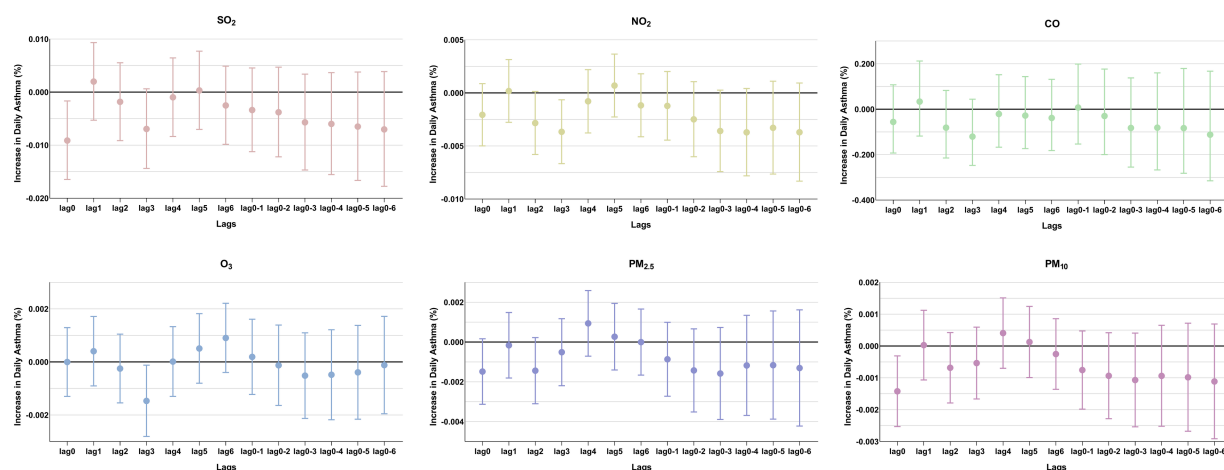 SO2
NO2
CO
Increase in Daily Asthma (%)
0.010
0.000
-0.010
-0.020
lag0 lag1 lag2 lag3 lag4 lag5 lag6 lag0-1 lag0-2 lag0-3 lag0-4 lag0-5 lag0-6
Lags
Increase in Daily Asthma (%)
0.005
0.000
-0.005
-0.010
lag0 lag1 lag2 lag3 lag4 lag5 lag6 lag0-1 lag0-2 lag0-3 lag0-4 lag0-5 lag0-6
Lags
Increase in Daily Asthma (%)
0.200
0.000
-0.200
-0.400
lag0 lag1 lag2 lag3 lag4 lag5 lag6 lag0-1 lag0-2 lag0-3 lag0-4 lag0-5 lag0-6
Lags
O3
PM2.5
PM10
Increase in Daily Asthma (%)
0.002
0.000
-0.002
lag0 lag1 lag2 lag3 lag4 lag5 lag6 lag0-1 lag0-2 lag0-3 lag0-4 lag0-5 lag0-6
Lags
Increase in Daily Asthma (%)
0.002
0.000
-0.002
-0.004
lag0 lag1 lag2 lag3 lag4 lag5 lag6 lag0-1 lag0-2 lag0-3 lag0-4 lag0-5 lag0-6
Lags
Increase in Daily Asthma (%)
0.002
0.001
0.000
-0.001
-0.002
-0.003
lag0 lag1 lag2 lag3 lag4 lag5 lag6 lag0-1 lag0-2 lag0-3 lag0-4 lag0-5 lag0-6
Lags